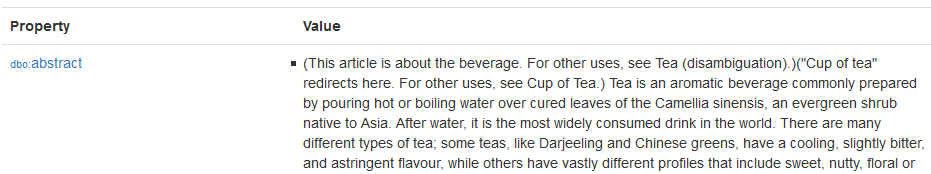 Property Value
dbo:abstract ▪ (This article is about the beverage. For other uses, see Tea (disambiguation).)("Cup of tea"
redirects here. For other uses, see Cup of Tea.) Tea is an aromatic beverage commonly prepared
by pouring hot or boiling water over cured leaves of the Camellia sinensis, an evergreen shrub
native to Asia. After water, it is the most widely consumed drink in the world. There are many
different types of tea; some teas, like Darjeeling and Chinese greens, have a cooling, slightly bitter,
and astringent flavour, while others have vastly different profiles that include sweet, nutty, floral or